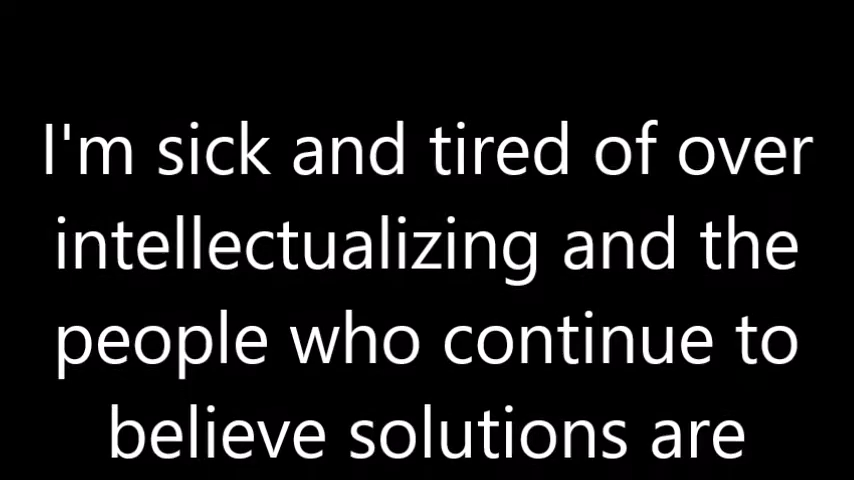 I'm sick and tired of over
intellectualizing and the
people who continue to
believe solutions are